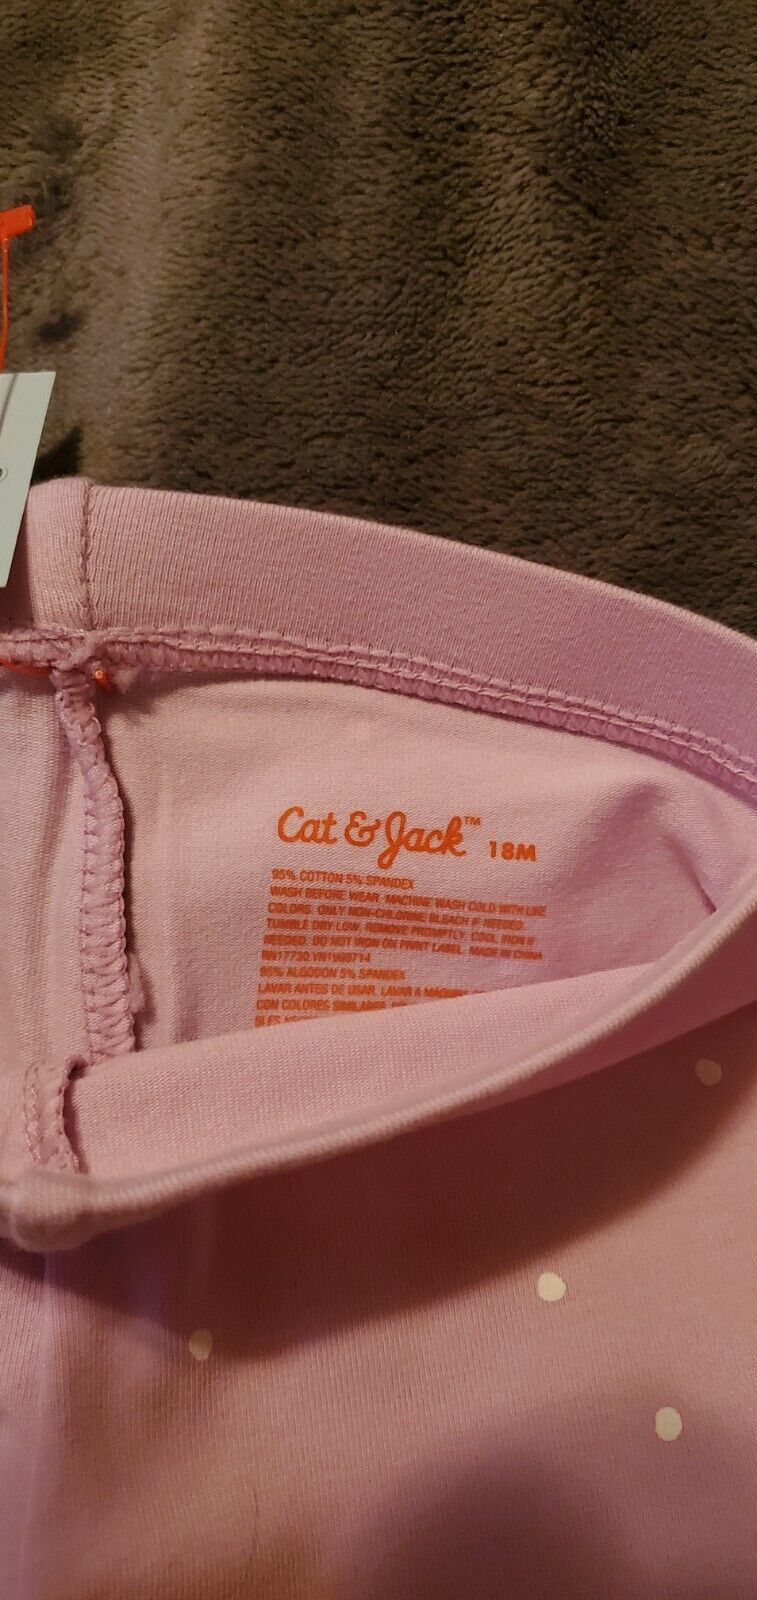 Cat & Jack™ 18M
95% COTTON 5% SPANDEX
WASH BEFORE WEAR. MACHINE WASH COLD WITH LIKE
COLORS. ONLY NON-CHLORINE BLEACH IF NEEDED.
TUMBLE DRY LOW. REMOVE PROMPTLY. COOL IRON IF
NEEDED. DO NOT IRON ON PRINT LABEL. MADE IN CHINA
RN17730.VN1990714
95% ALGODON 5% SPANDEX
LAVAR ANTES DE USAR. LAVAR A
CON COLORES SIMILARES.